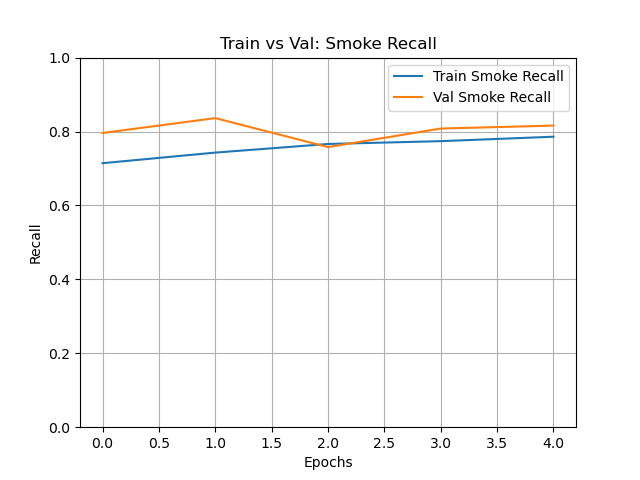 Train vs Val: Smoke Recall
Train Smoke Recall
Val Smoke Recall
1.0
0.8
0.6
0.4
0.2
0.0
Recall
0.0 0.5 1.0 1.5 2.0 2.5 3.0 3.5 4.0
Epochs